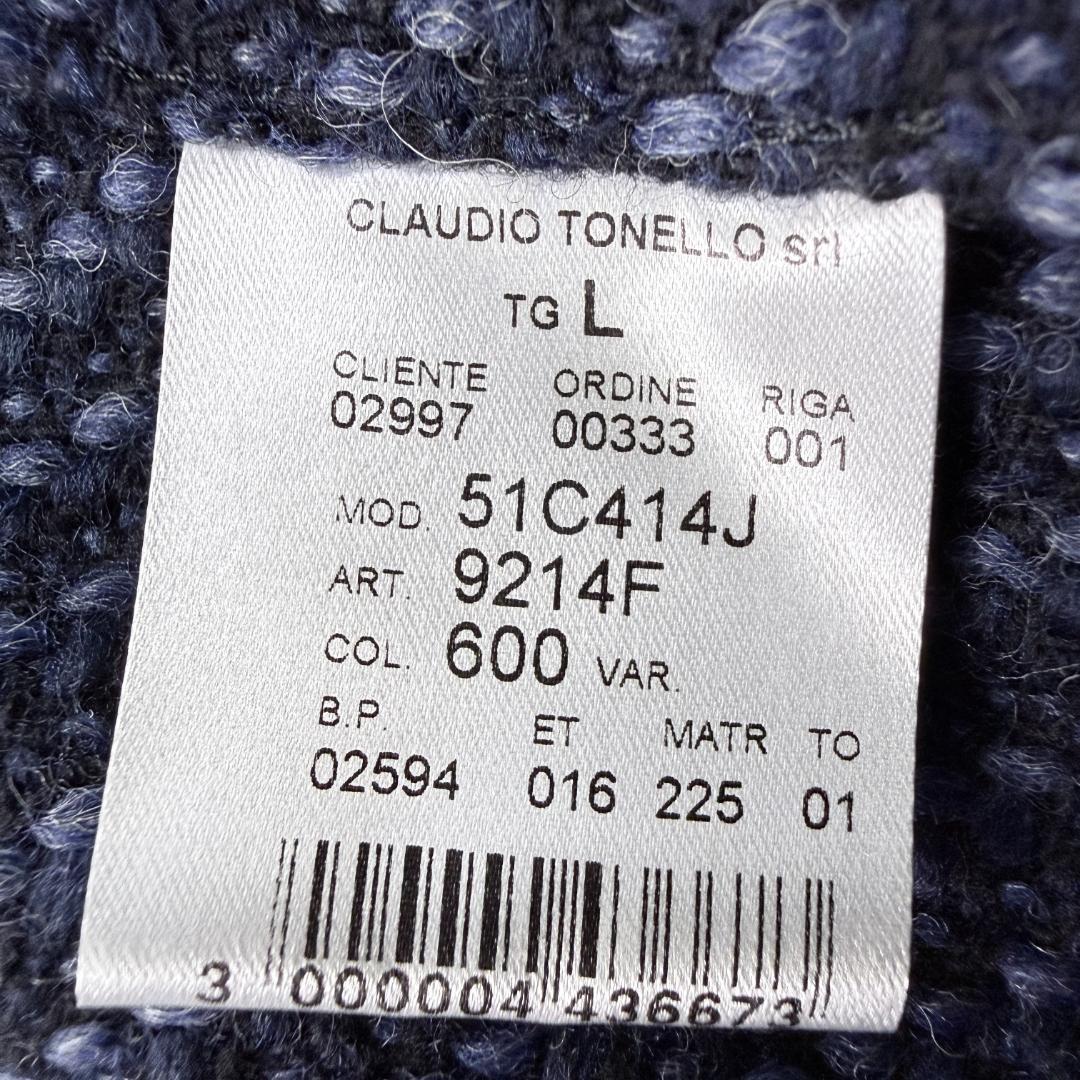 CLAUDIO TONELLO srl
TG L
CLIENTE ORDINE RIGA
02997 00333 001
MOD. 51C414J
ART. 9214F
COL. 600 VAR.
B.P. ET MATR TO
02594 016 225 01
3 000004 436673